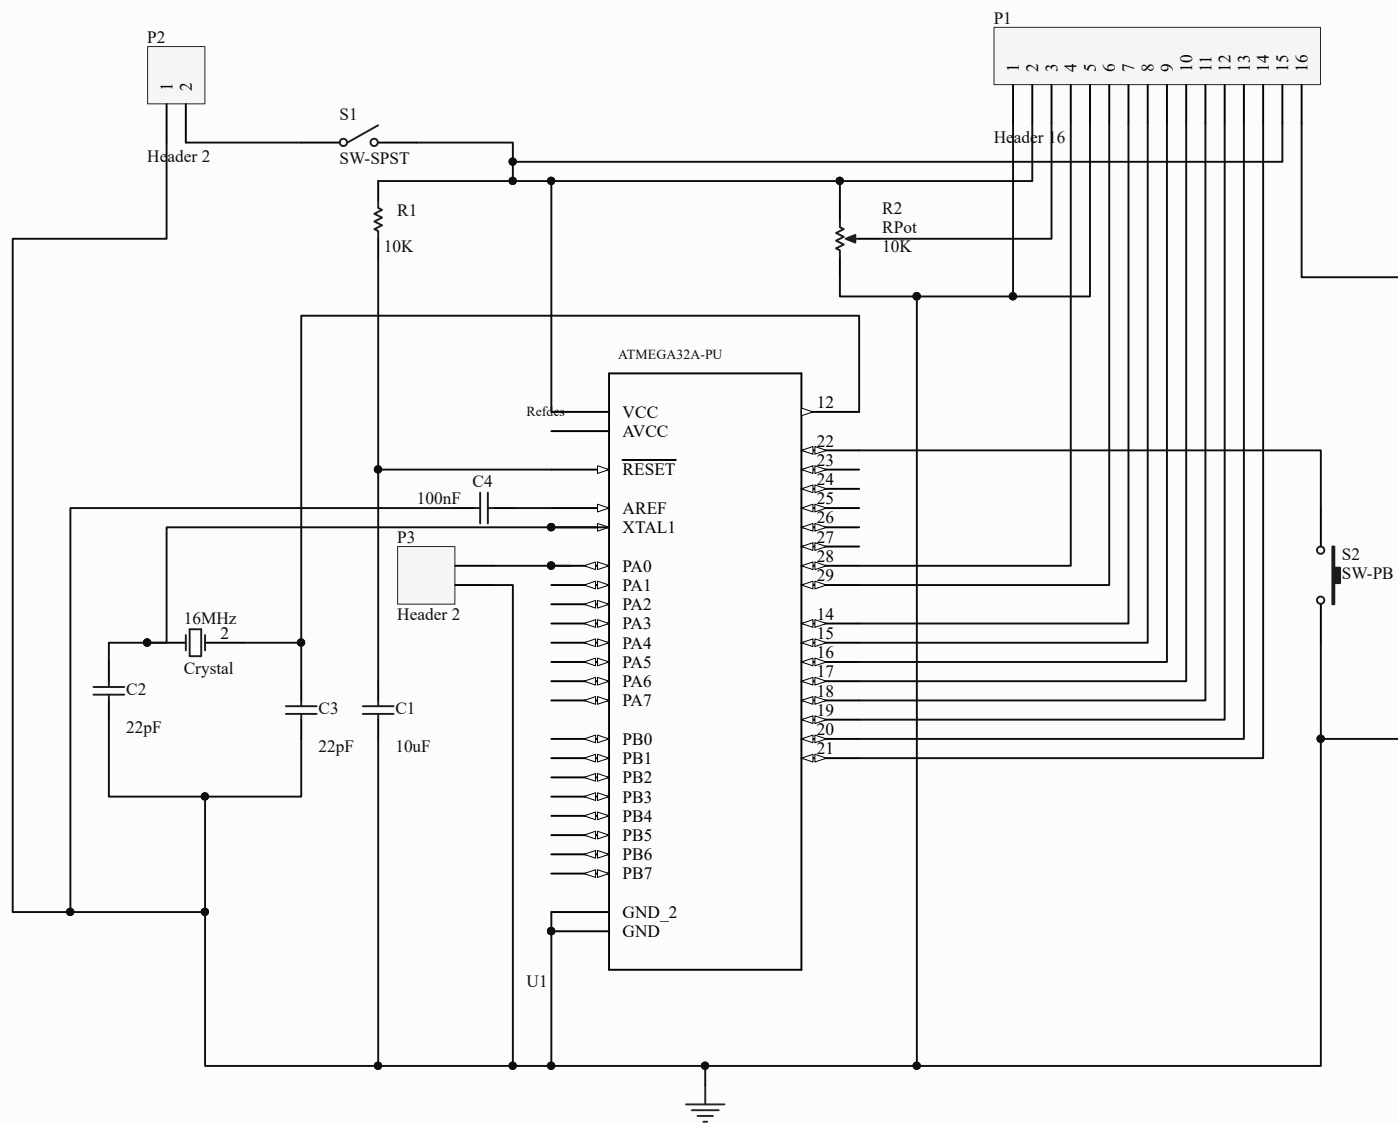 P1
1 2 3 4 5 6 7 8 9 10 11 12 13 14 15 16
Header 16
P2
1 2
Header 2
S1
SW-SPST
R1
10K
R2
RPot
10K
ATMEGA32A-PU
Refdes
VCC
AVCC
RESET
AREF
XTAL1
PA0
PA1
PA2
PA3
PA4
PA5
PA6
PA7
PB0
PB1
PB2
PB3
PB4
PB5
PB6
PB7
GND_2
GND
U1
12
22
23
24
25
26
27
28
29
14
15
16
17
18
19
20
21
C4
100nF
P3
Header 2
16MHz
2
Crystal
C2
22pF
C3
22pF
C1
10uF
S2
SW-PB